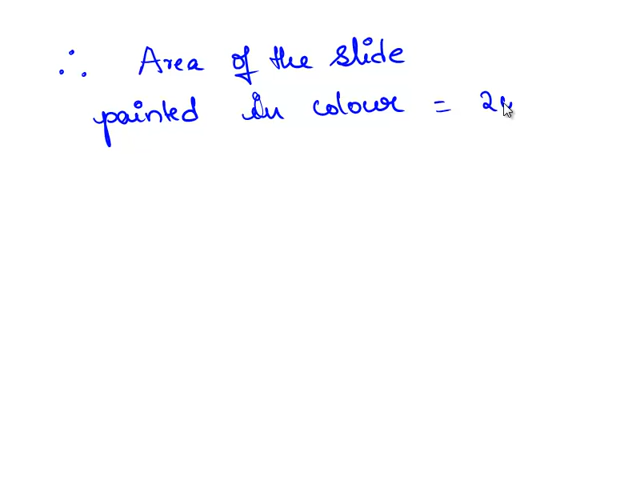 ∴ Area of the slide
painted in colour = 2